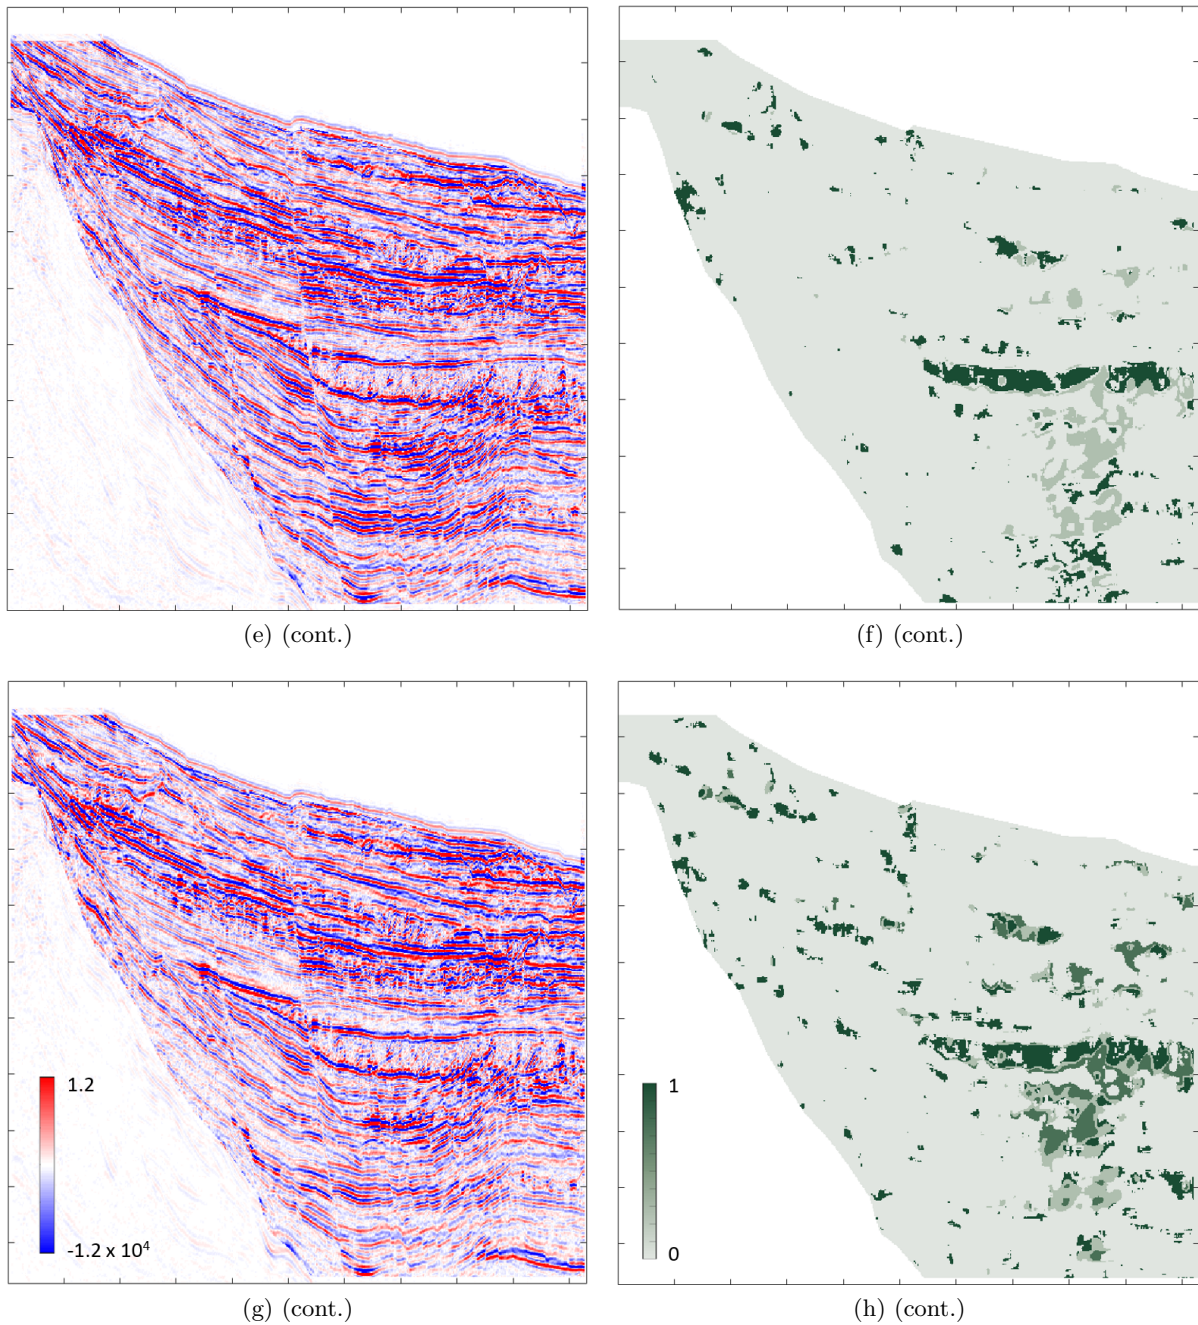 (e) (cont.)
(f) (cont.)
1.2
-1.2 x 10⁴
1
0
(g) (cont.)
(h) (cont.)